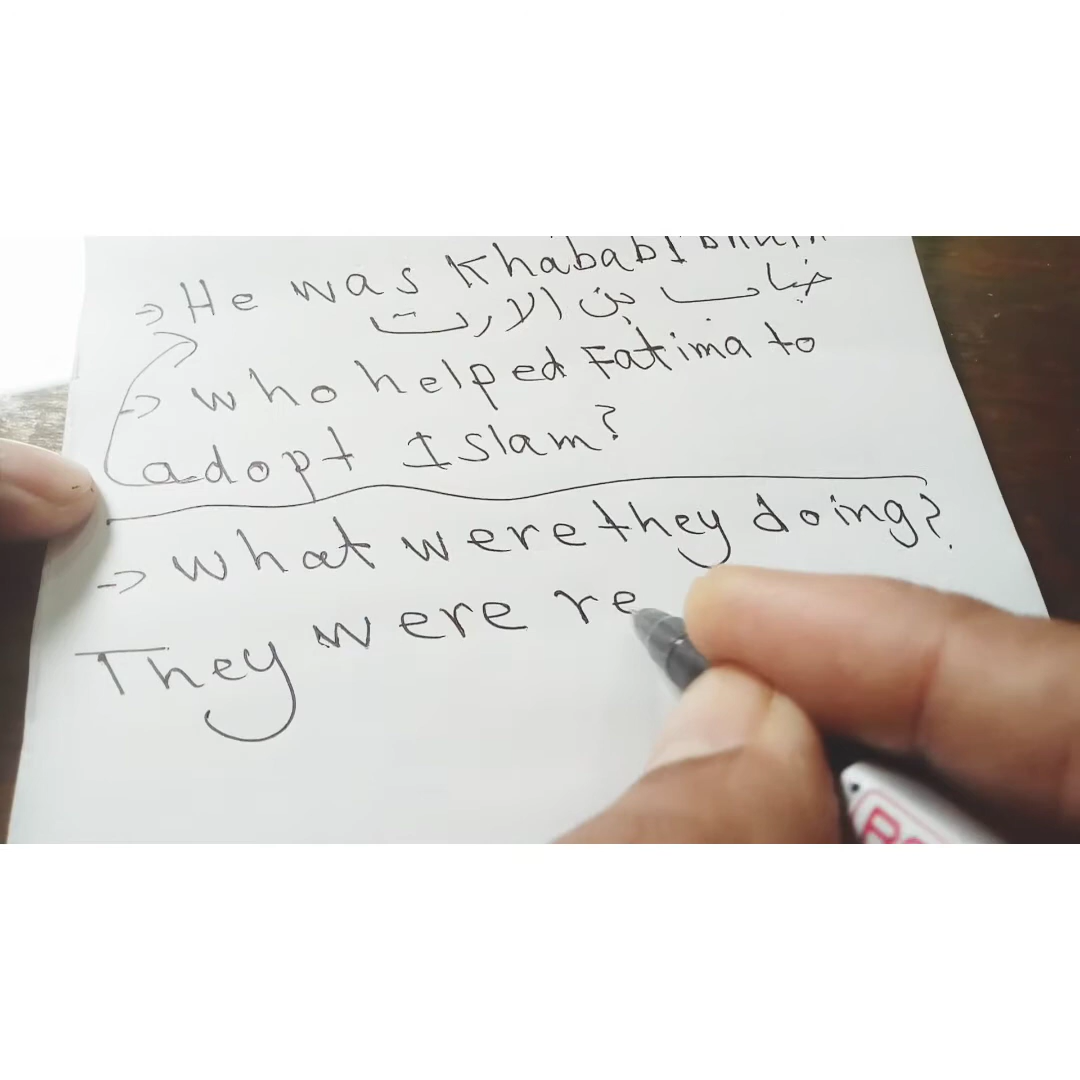 → He was Khabab
خباب بن الارت
→ who helped Fatima to
adopt Islam?
→ what were they doing?
They were re